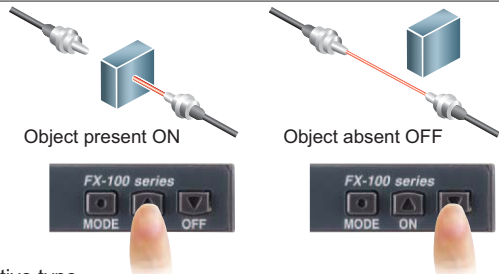 Object present ON
Object absent OFF
FX-100 series
MODE
OFF
FX-100 series
MODE
ON